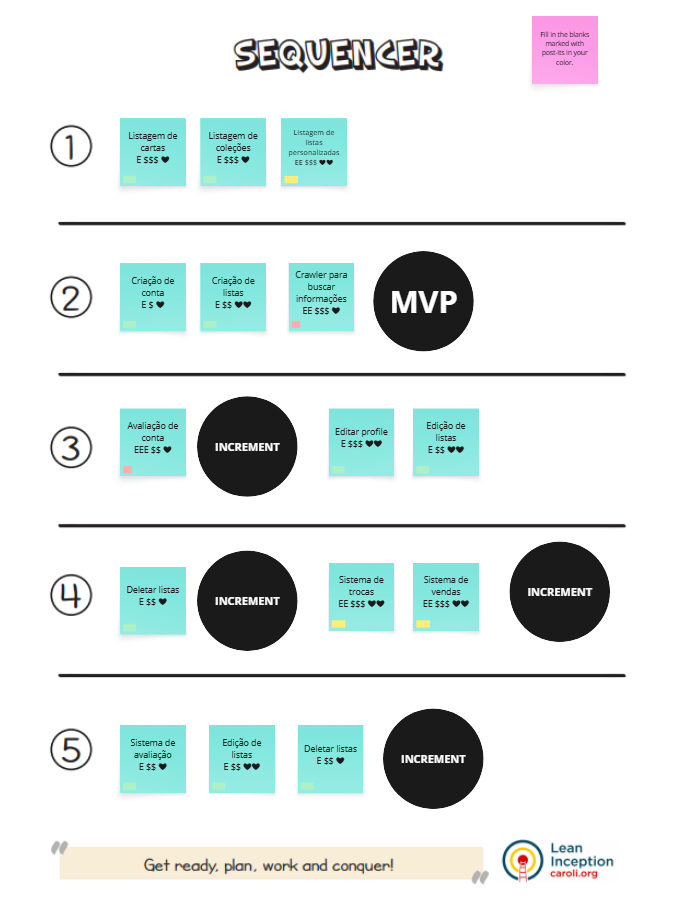 SEQUENCER
Fill in the blanks
marked with
post-its in your
color.
1
Listagem de
cartas
E $$$ ♥
Listagem de
coleções
E $$$ ♥
Listagem de
listas
personalizadas
EE $$$ ♥♥
2
Criação de
conta
E $ ♥
Criação de
listas
E $$ ♥♥
Crawler para
buscar
informações
EE $$$ ♥
MVP
3
Avaliação de
conta
EEE $$ ♥
INCREMENT
Editar profile
E $$$ ♥♥
Edição de
listas
E $$ ♥♥
4
Deletar listas
E $$ ♥
INCREMENT
Sistema de
trocas
EE $$$ ♥♥
Sistema de
vendas
EE $$$ ♥♥
INCREMENT
5
Sistema de
avaliação
E $$ ♥
Edição de
listas
E $$ ♥♥
Deletar listas
E $$ ♥
INCREMENT
"Get ready, plan, work and conquer!"
Lean
Inception
caroli.org